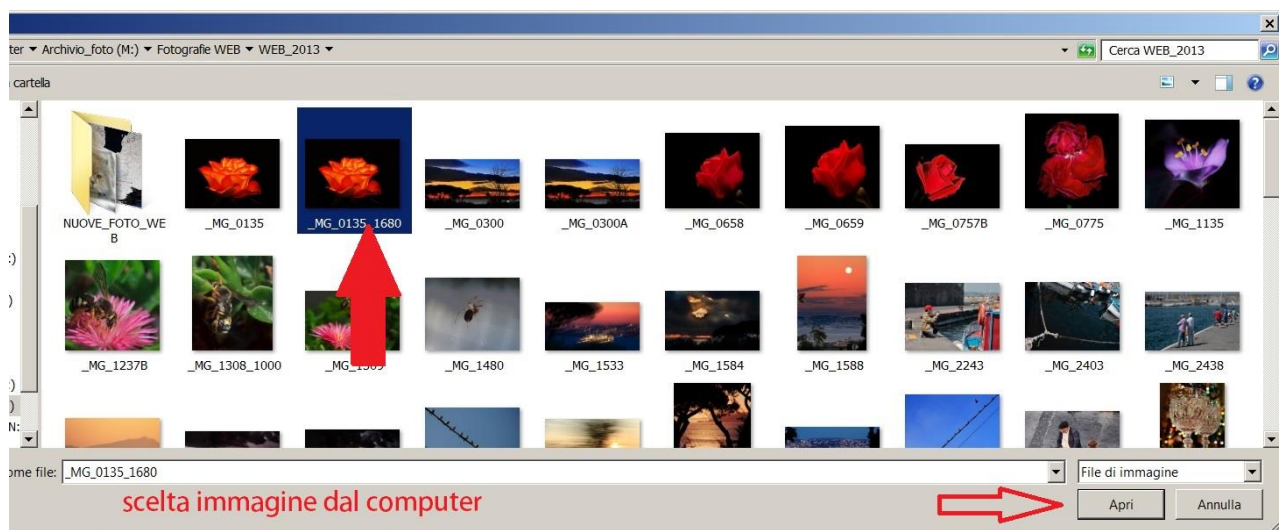 ter Archivio_foto (M:) Fotografie WEB WEB_2013
Cerca WEB_2013
cartella
NUOVE_FOTO_WE
B
_MG_0135
_MG_0135_1680
_MG_0300
_MG_0300A
_MG_0658
_MG_0659
_MG_0757B
_MG_0775
_MG_1135
:)
)
_MG_1237B
_MG_1308_1000
_MG_1309
_MG_1480
_MG_1533
_MG_1584
_MG_1588
_MG_2243
_MG_2403
_MG_2438
:)
)
N:
ome file: _MG_0135_1680
File di immagine
scelta immagine dal computer
Apri
Annulla